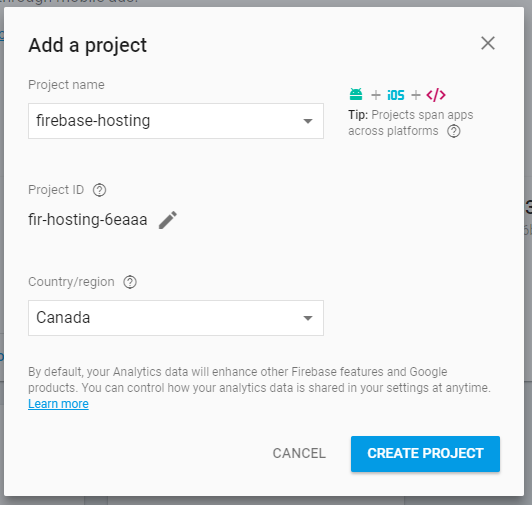 Add a project
Project name
firebase-hosting
+ iOS + </>
Tip: Projects span apps
across platforms
Project ID
fir-hosting-6eaaa
Country/region
Canada
By default, your Analytics data will enhance other Firebase features and Google
products. You can control how your analytics data is shared in your settings at anytime.
Learn more
CANCEL
CREATE PROJECT